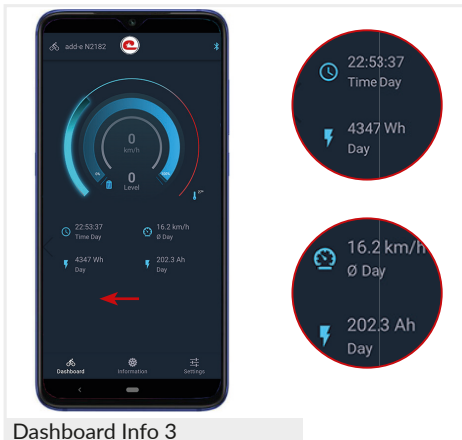 add-e N2182
0
km/h
0%
100%
0
Level
22:53:37
Time Day
16.2 km/h
Ø Day
4347 Wh
Day
202.3 Ah
Day
Dashboard
Information
Settings
22:53:37
Time Day
4347 Wh
Day
16.2 km/h
Ø Day
202.3 Ah
Day
Dashboard Info 3